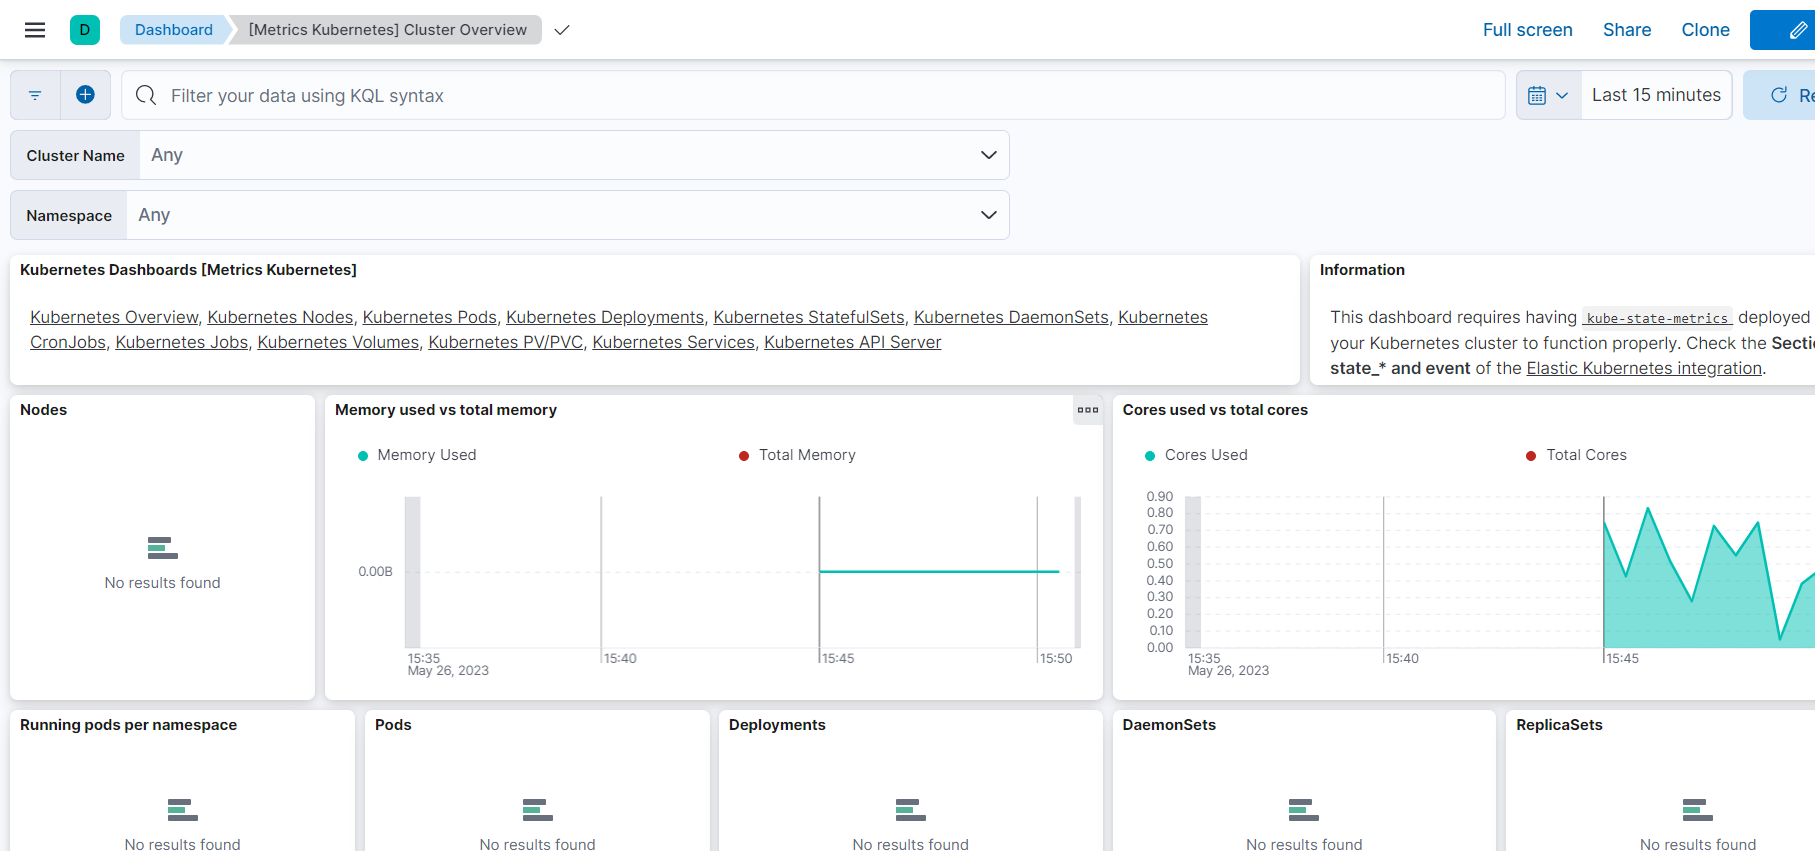 D Dashboard [Metrics Kubernetes] Cluster Overview Full screen Share Clone
Filter your data using KQL syntax Last 15 minutes Re
Cluster Name Any
Namespace Any
Kubernetes Dashboards [Metrics Kubernetes]
Kubernetes Overview, Kubernetes Nodes, Kubernetes Pods, Kubernetes Deployments, Kubernetes StatefulSets, Kubernetes DaemonSets, Kubernetes
CronJobs, Kubernetes Jobs, Kubernetes Volumes, Kubernetes PV/PVC, Kubernetes Services, Kubernetes API Server
Information
This dashboard requires having kube-state-metrics deployed
your Kubernetes cluster to function properly. Check the Secti
state_* and event of the Elastic Kubernetes integration.
Nodes
No results found
Memory used vs total memory
Memory Used Total Memory
0.00B
15:35 15:40 15:45 15:50
May 26, 2023
Cores used vs total cores
Cores Used Total Cores
0.90
0.80
0.70
0.60
0.50
0.40
0.30
0.20
0.10
0.00
15:35 15:40 15:45
May 26, 2023
Running pods per namespace
No results found
Pods
No results found
Deployments
No results found
DaemonSets
No results found
ReplicaSets
No results found